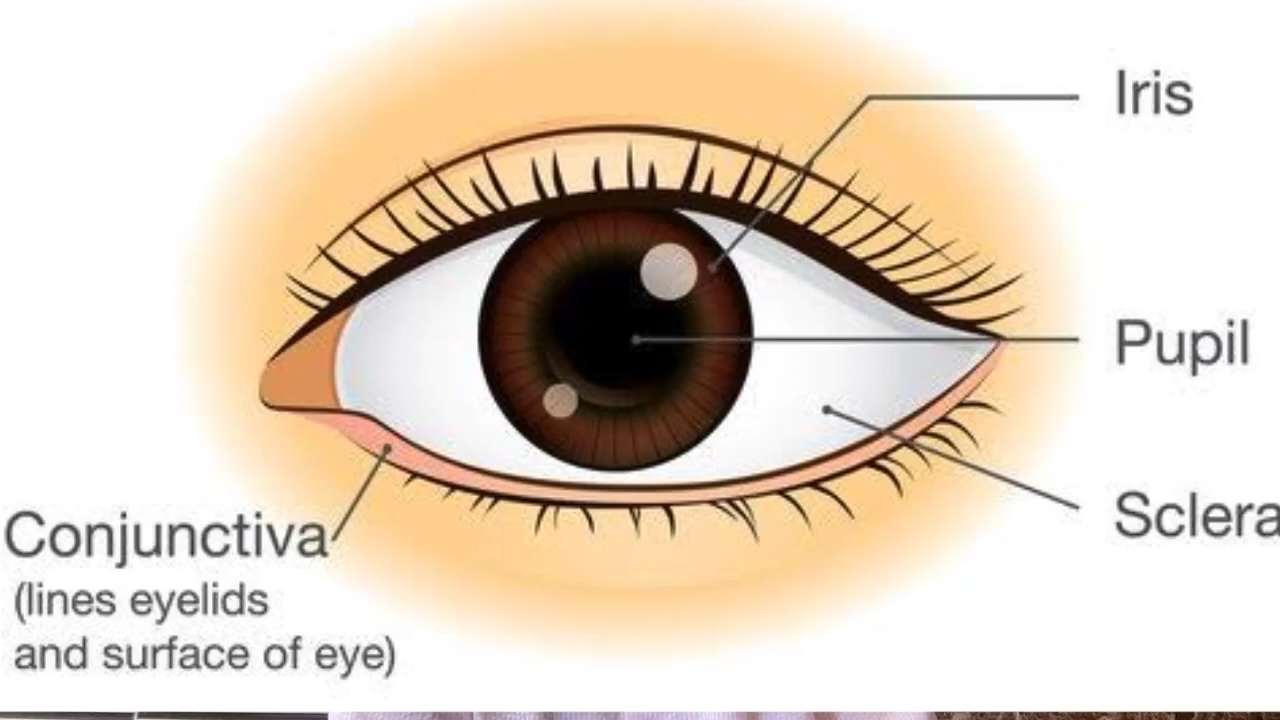 Iris
Pupil
Sclera
Conjunctiva
(lines eyelids
and surface of eye)